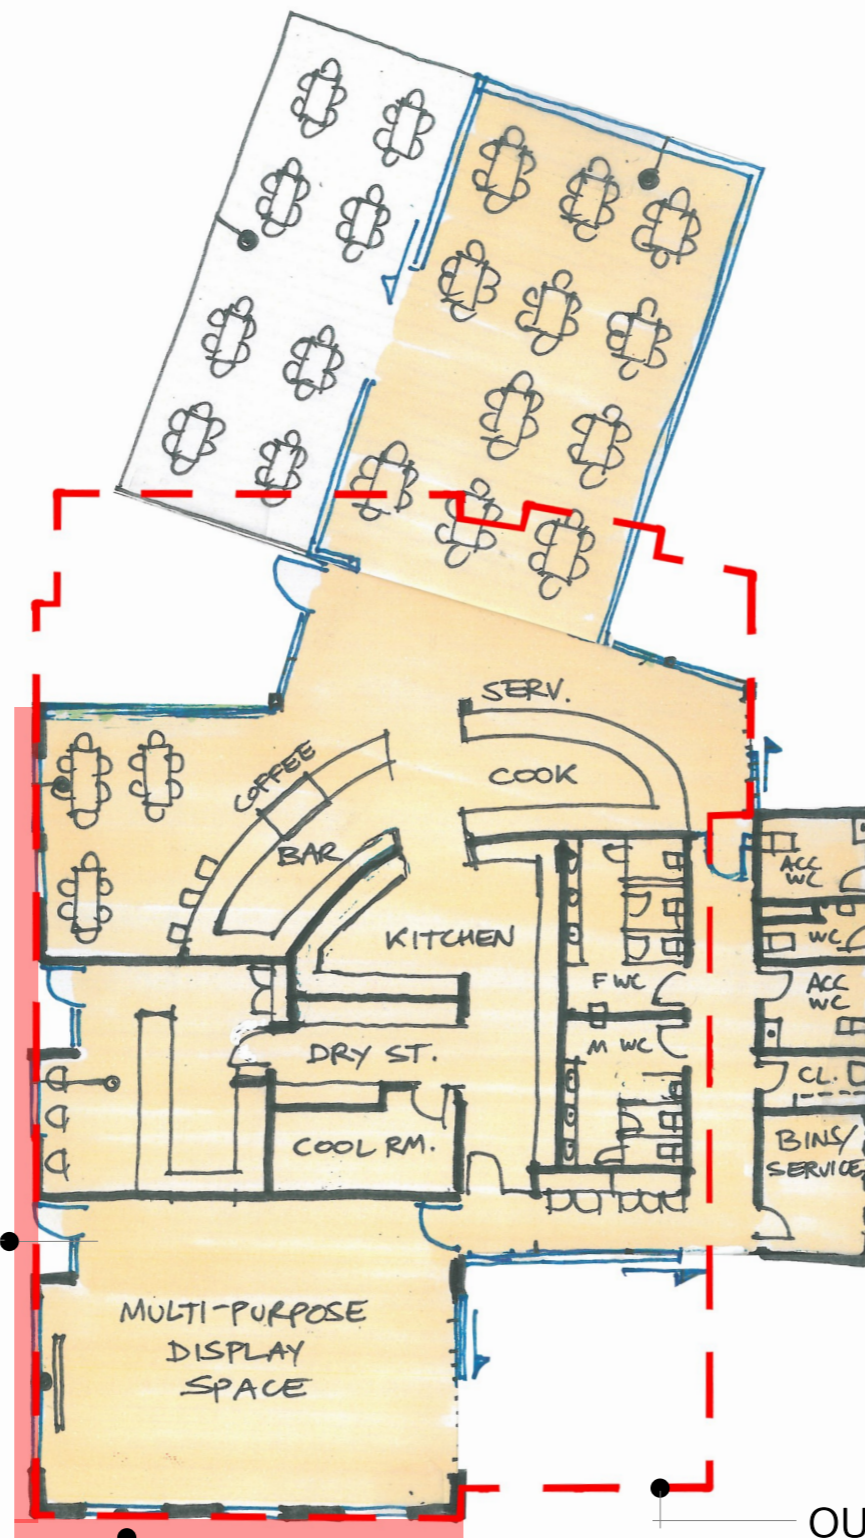 SERV.
COOK
COFFEE
BAR
KITCHEN
ACC
WC
WC
F WC
ACC
WC
M WC
DRY ST.
CL.
COOL RM.
BINS/
SERVICE
MULTI-PURPOSE
DISPLAY
SPACE
OU